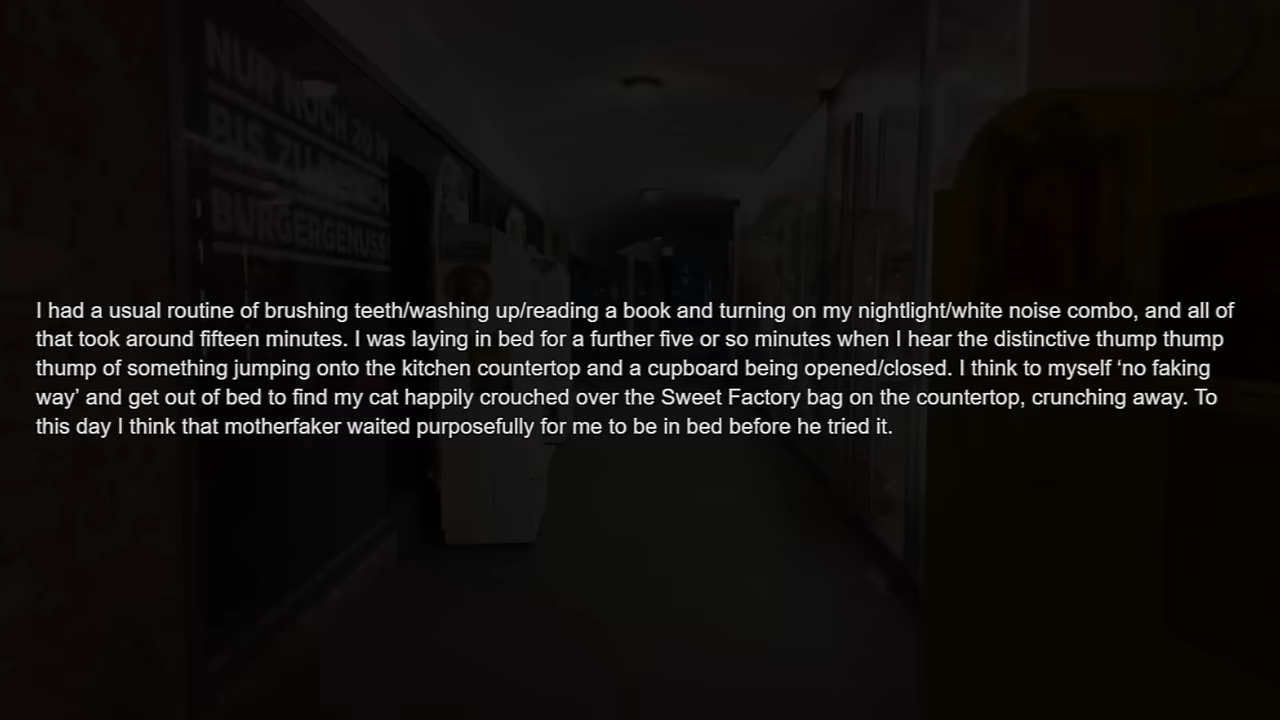 NUR NOCH 20 M
BIS ZU
BURGERGENUSS!
I had a usual routine of brushing teeth/washing up/reading a book and turning on my nightlight/white noise combo, and all of
that took around fifteen minutes. I was laying in bed for a further five or so minutes when I hear the distinctive thump thump
thump of something jumping onto the kitchen countertop and a cupboard being opened/closed. I think to myself ‘no faking
way’ and get out of bed to find my cat happily crouched over the Sweet Factory bag on the countertop, crunching away. To
this day I think that motherfaker waited purposefully for me to be in bed before he tried it.